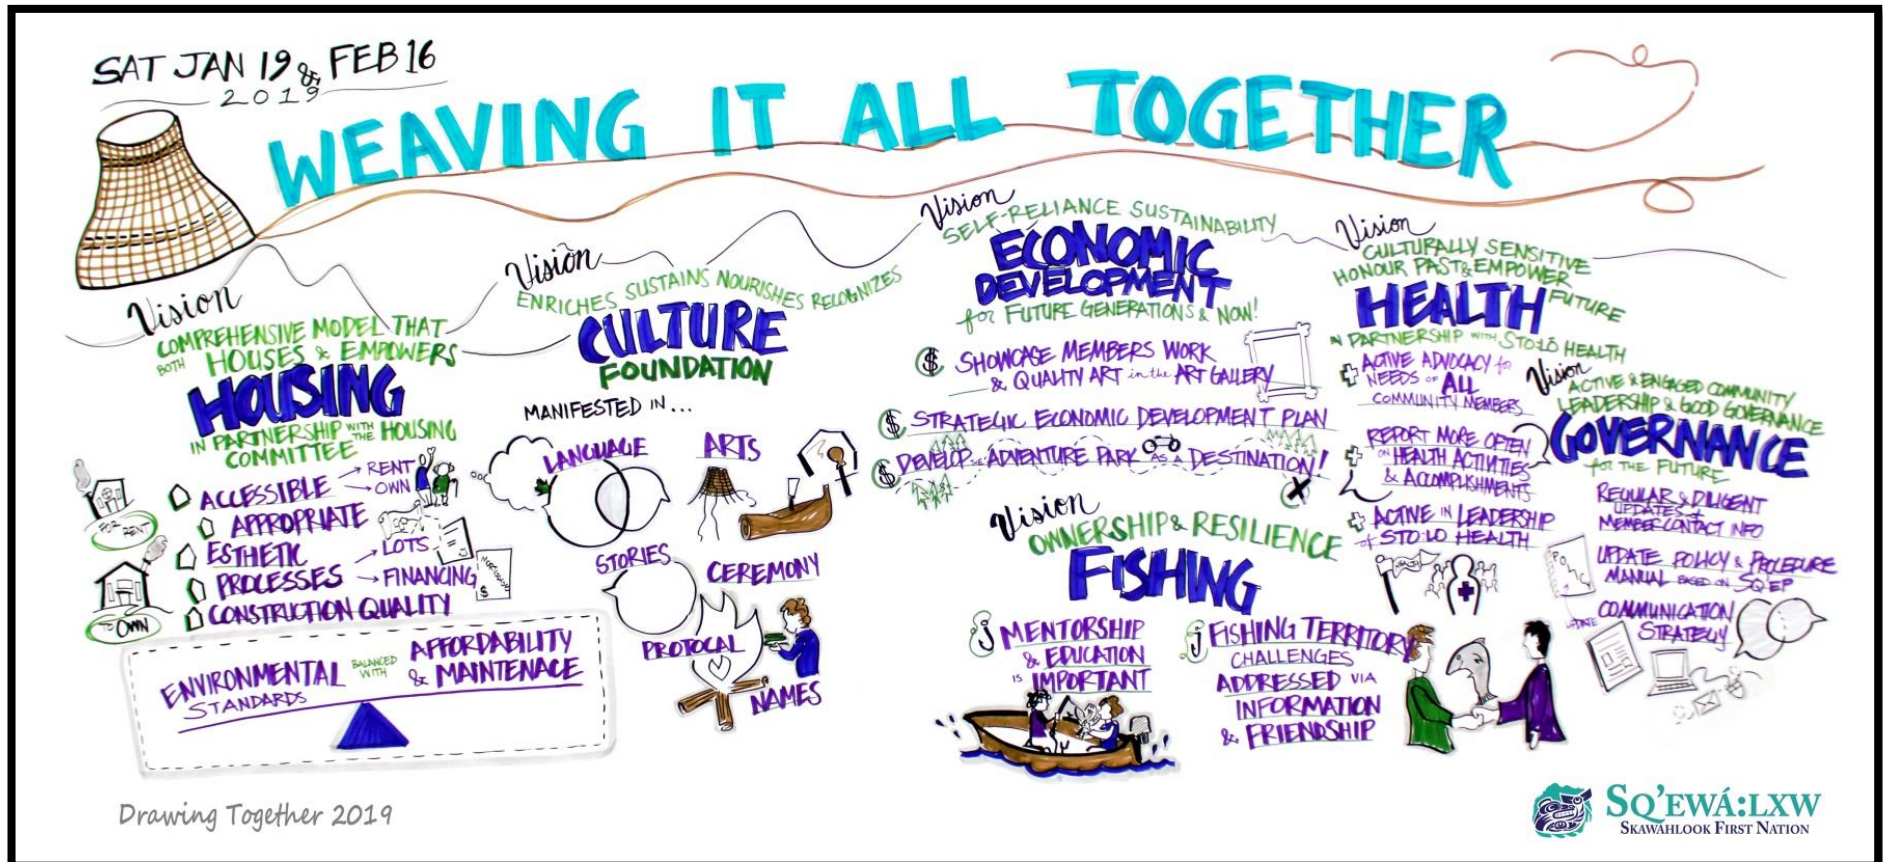 SAT JAN 19 & FEB 16
2019
WEAVING IT ALL TOGETHER
Vision
COMPREHENSIVE MODEL THAT
BOTH HOUSES & EMPOWERS
HOUSING
IN PARTNERSHIP WITH THE HOUSING
COMMITTEE
FOR RENT
TO OWN
ACCESSIBLE → RENT
→ OWN
APPROPRIATE
ESTHETIC
PROCESSES → LOTS
→ FINANCING
MORTGAGE
$
CONSTRUCTION QUALITY
ENVIRONMENTAL
STANDARDS
BALANCED
WITH
AFFORDABILITY
& MAINTENACE
Vision
ENRICHES SUSTAINS NOURISHES RELOGNIZES
CULTURE
FOUNDATION
MANIFESTED IN...
LANGUAGE
ARTS
STORIES
CEREMONY
PROTOCAL
NAMES
Vision
SELF-RELIANCE SUSTAINABILITY
ECONOMIC
DEVELOPMENT
for FUTURE GENERATIONS & NOW!
$ SHOWCASE MEMBERS WORK
& QUALITY ART in the ART GALLERY
$ STRATEGIC ECONOMIC DEVELOPMENT PLAN
$ DEVELOP the ADVENTURE PARK AS A DESTINATION!
Vision
OWNERSHIP & RESILIENCE
FISHING
MENTORSHIP
& EDUCATION
IS IMPORTANT
FISHING TERRITORY
CHALLENGES
ADDRESSED VIA
INFORMATION
& FRIENDSHIP
Vision
CULTURALLY SENSITIVE
HONOUR PAST & EMPOWER
FUTURE
HEALTH
IN PARTNERSHIP WITH STO:LO HEALTH
ACTIVE ADVOCACY for
NEEDS OF ALL
COMMUNITY MEMBERS
REPORT MORE OFTEN
ON HEALTH ACTIVITIES
& ACCOMPLISHMENTS
ACTIVE IN LEADERSHIP
of STO:LO HEALTH
Vision
ACTIVE & ENGAGED COMMUNITY
LEADERSHIP & GOOD GOVERNANCE
GOVERNANCE
for THE FUTURE
REGULAR & DILIGENT
UPDATES +
MEMBER CONTACT INFO
POLICY
UPDATE
UPDATE POLICY & PROCEDURE
MANUAL BASED ON SQ'EP
COMMUNICATION
STRATEGY
Drawing Together 2019
SQ'EWÁ:LXW
SKAWAHLOOK FIRST NATION